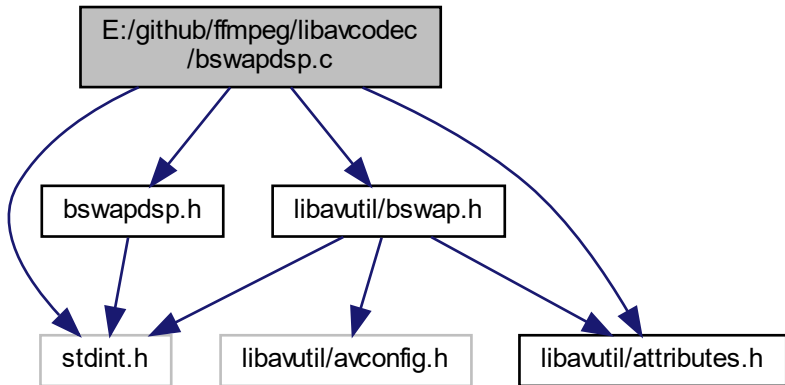 E:/github/ffmpeg/libavcodec
/bswapdsp.c
bswapdsp.h
libavutil/bswap.h
stdint.h
libavutil/avconfig.h
libavutil/attributes.h